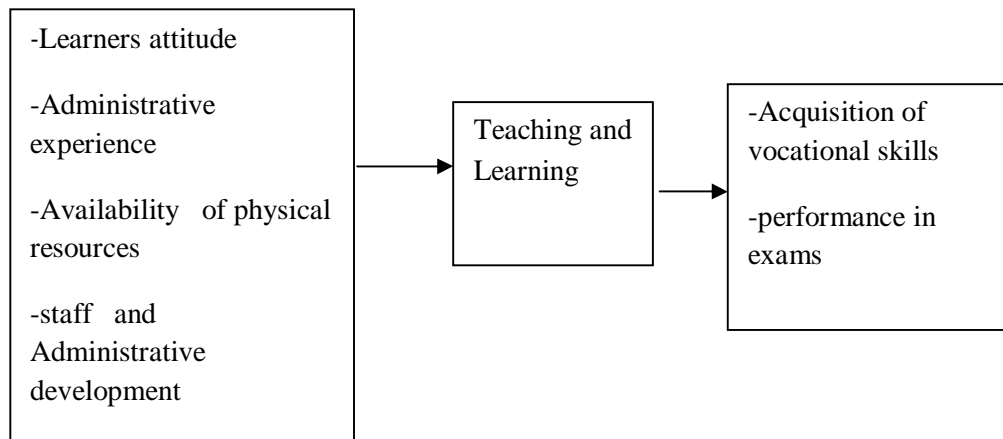 -Learners attitude
-Administrative
experience
-Availability of physical
resources
-staff and
Administrative
development
Teaching and
Learning
-Acquisition of
vocational skills
-performance in
exams